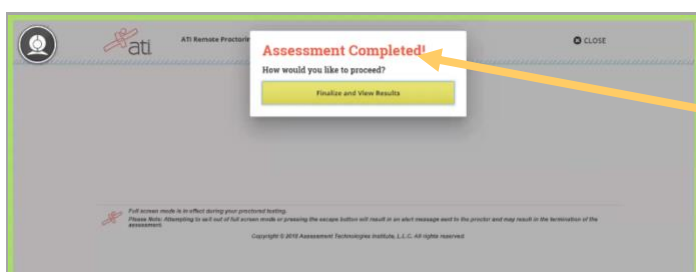 ati
ATI Remote Proctorin
CLOSE
Assessment Completed!
How would you like to proceed?
Finalize and View Results
Full screen mode is in effect during your proctored testing.
Please Note: Attempting to exit out of full screen mode or pressing the escape button will result in an alert message sent to the proctor and may result in the termination of the
assessment.
Copyright © 2015 Assessment Technologies Institute, L.L.C. All rights reserved.